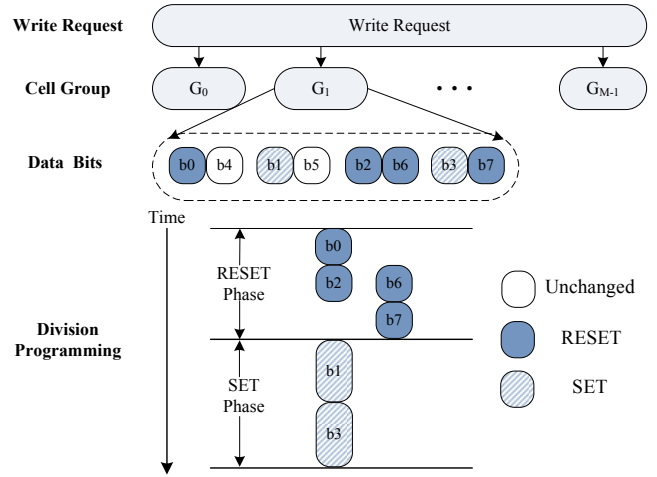 Write Request
Write Request
Cell Group
G0
G1
...
GM-1
Data Bits
b0 b4 b1 b5 b2 b6 b3 b7
Time
RESET
Phase
b0
b2 b6
b7
Unchanged
RESET
SET
Division
Programming
SET
Phase
b1
b3